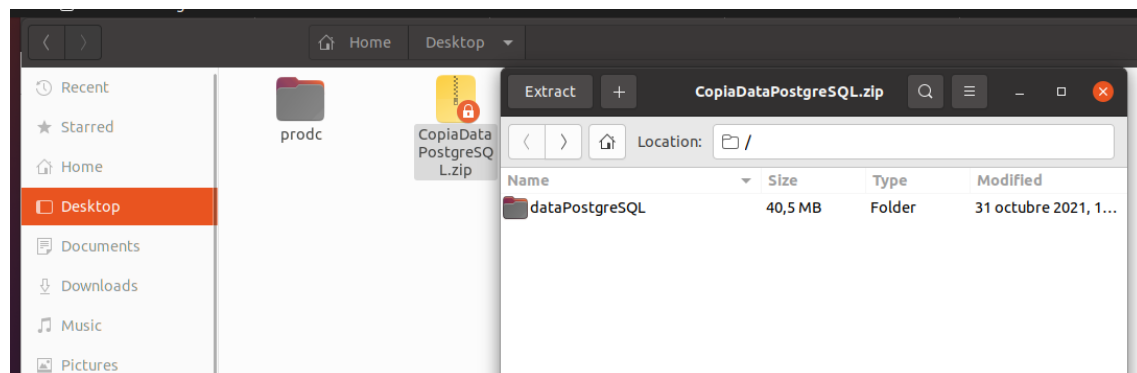 Home Desktop
Recent
Starred
Home
Desktop
Documents
Downloads
Music
Pictures
prodc
CopiaData
PostgreSQ
L.zip
Extract + CopiaDataPostgreSQL.zip
Location: /
Name Size Type Modified
dataPostgreSQL 40,5 MB Folder 31 octubre 2021, 1…